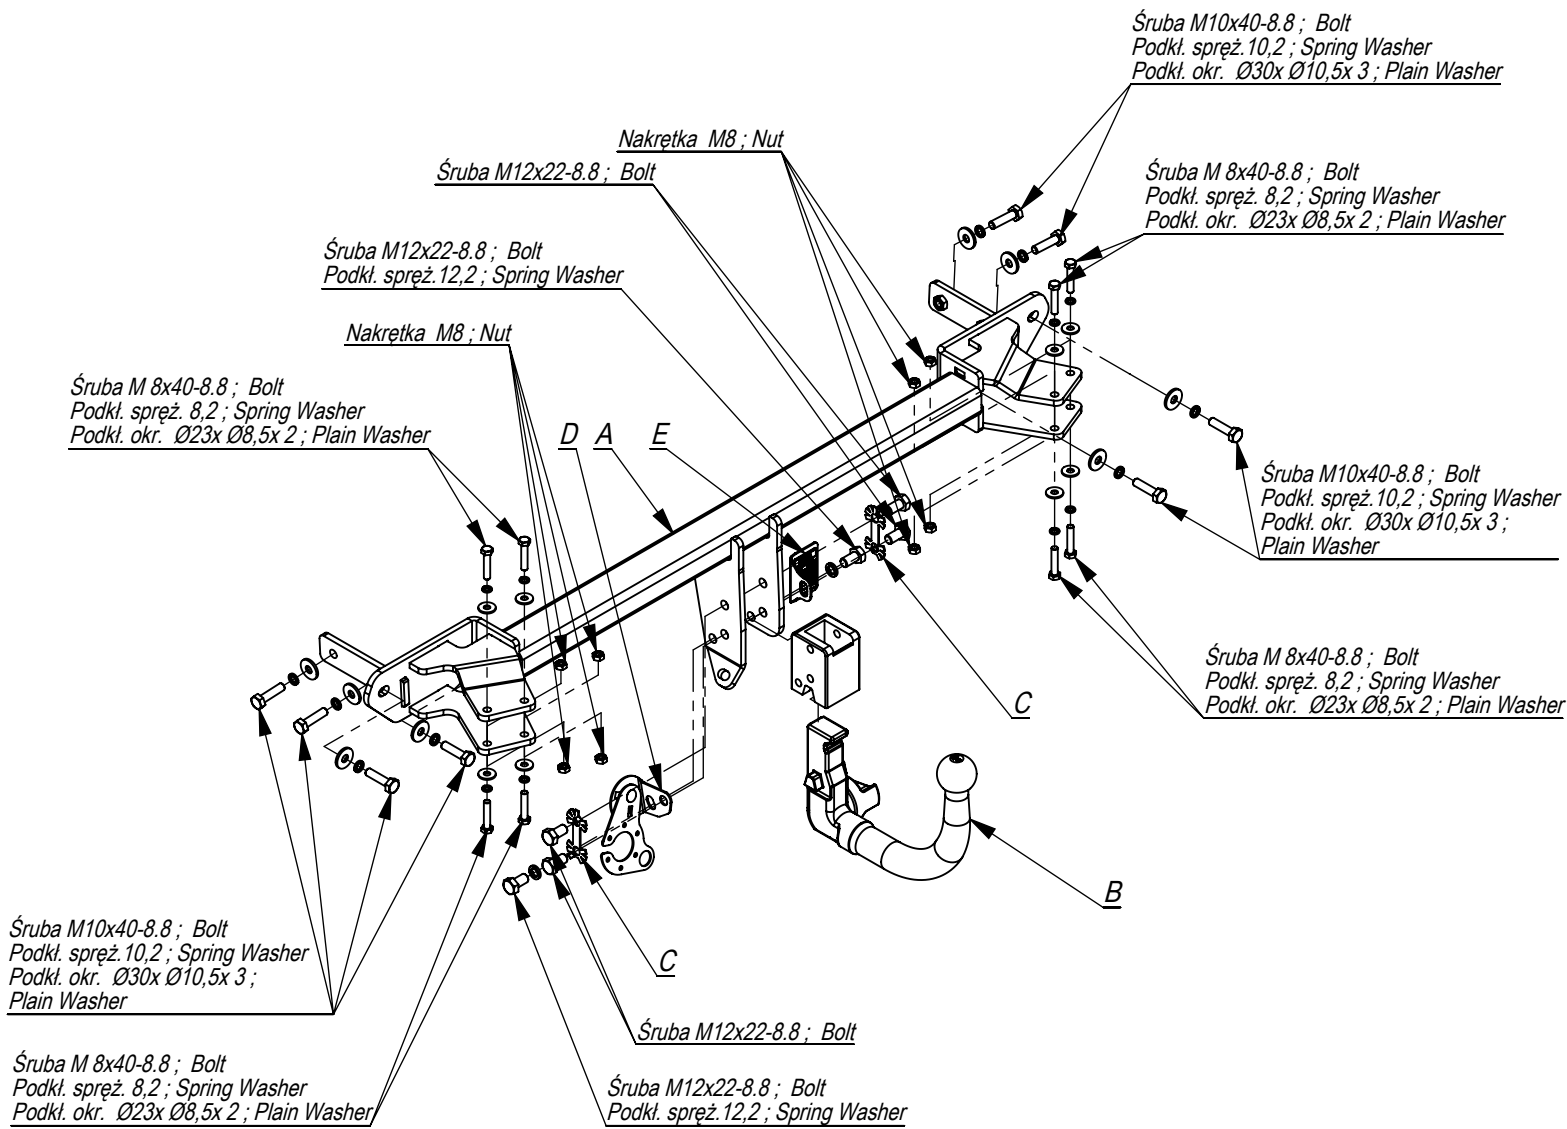 Śruba M10x40-8.8 ; Bolt
Podkł. spręż.10,2 ; Spring Washer
Podkł. okr. Ø30x Ø10,5x 3 ; Plain Washer
Nakrętka M8 ; Nut
Śruba M12x22-8.8 ; Bolt
Śruba M 8x40-8.8 ; Bolt
Podkł. spręż. 8,2 ; Spring Washer
Podkł. okr. Ø23x Ø8,5x 2 ; Plain Washer
Śruba M12x22-8.8 ; Bolt
Podkł. spręż.12,2 ; Spring Washer
Nakrętka M8 ; Nut
Śruba M 8x40-8.8 ; Bolt
Podkł. spręż. 8,2 ; Spring Washer
Podkł. okr. Ø23x Ø8,5x 2 ; Plain Washer
D A E
Śruba M10x40-8.8 ; Bolt
Podkł. spręż.10,2 ; Spring Washer
Podkł. okr. Ø30x Ø10,5x 3 ;
Plain Washer
Śruba M 8x40-8.8 ; Bolt
Podkł. spręż. 8,2 ; Spring Washer
Podkł. okr. Ø23x Ø8,5x 2 ; Plain Washer
C
B
Śruba M10x40-8.8 ; Bolt
Podkł. spręż.10,2 ; Spring Washer
Podkł. okr. Ø30x Ø10,5x 3 ;
Plain Washer
C
Śruba M12x22-8.8 ; Bolt
Śruba M 8x40-8.8 ; Bolt
Podkł. spręż. 8,2 ; Spring Washer
Podkł. okr. Ø23x Ø8,5x 2 ; Plain Washer
Śruba M12x22-8.8 ; Bolt
Podkł. spręż.12,2 ; Spring Washer